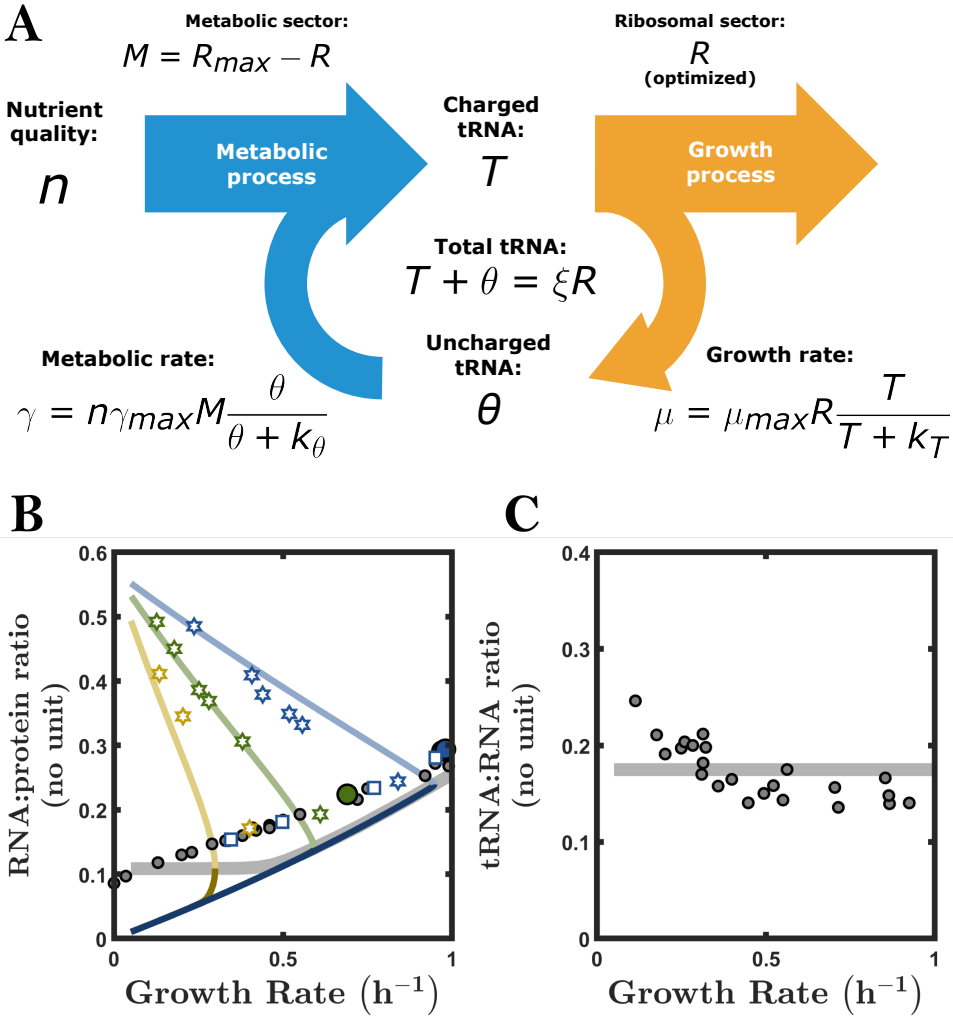 A
Metabolic sector:
M = R_max − R
Ribosomal sector:
R
(optimized)
Nutrient
quality:
n
Metabolic
process
Charged
tRNA:
T
Growth
process
Total tRNA:
T + θ = ξR
Metabolic rate:
γ = nγ_max M θ / (θ + k_θ)
Uncharged
tRNA:
θ
Growth rate:
μ = μ_max R T / (T + k_T)
B
RNA:protein ratio
(no unit)
0.6
0.5
0.4
0.3
0.2
0.1
0
0
0.5
1
Growth Rate (h⁻¹)
C
tRNA:RNA ratio
(no unit)
0.4
0.3
0.2
0.1
0
0
0.5
1
Growth Rate (h⁻¹)